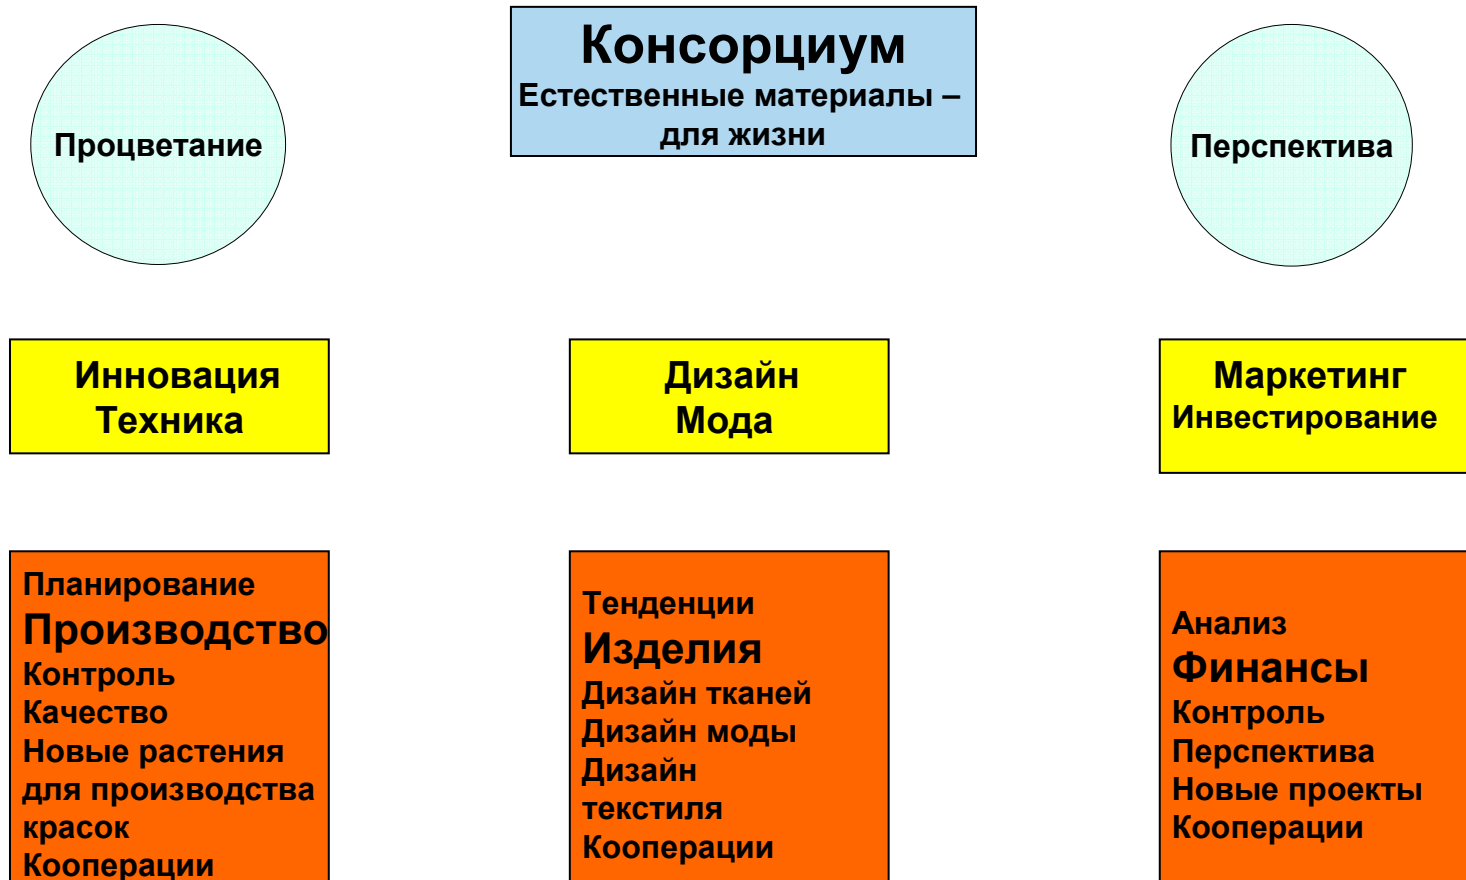 Консорциум
Естественные материалы –
для жизни
Процветание
Перспектива
Инновация
Техника
Дизайн
Мода
Маркетинг
Инвестирование
Планирование
Производство
Контроль
Качество
Новые растения
для производства
красок
Кооперации
Тенденции
Изделия
Дизайн тканей
Дизайн моды
Дизайн
текстиля
Кооперации
Анализ
Финансы
Контроль
Перспектива
Новые проекты
Кооперации